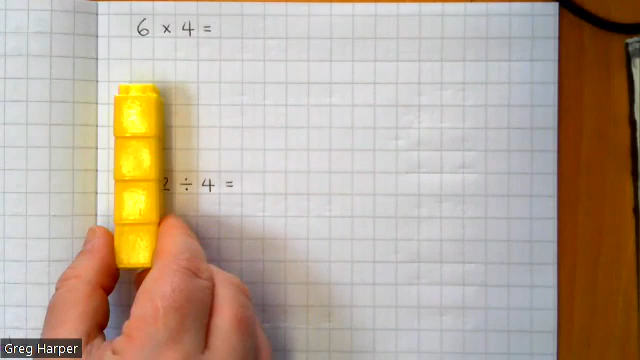 6 × 4 =
2 ÷ 4 =
Greg Harper